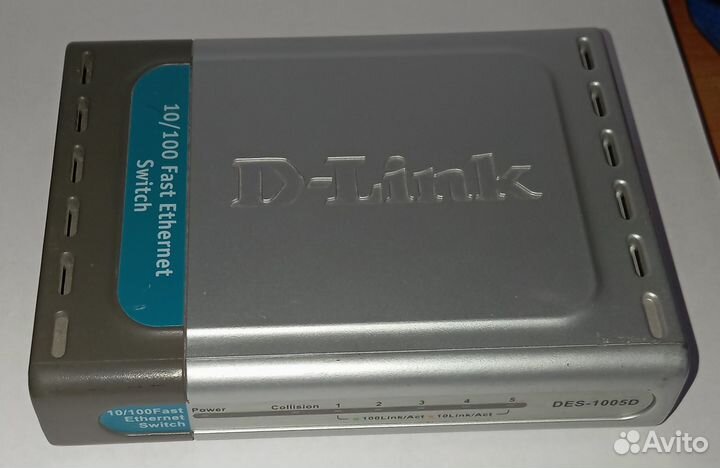 10/100 Fast Ethernet
Switch
D-Link
10/100Fast
Ethernet
Switch
Power Collision 1 2 3 4 5
100Link/Act 10Link/Act
DES-1005D
Avito